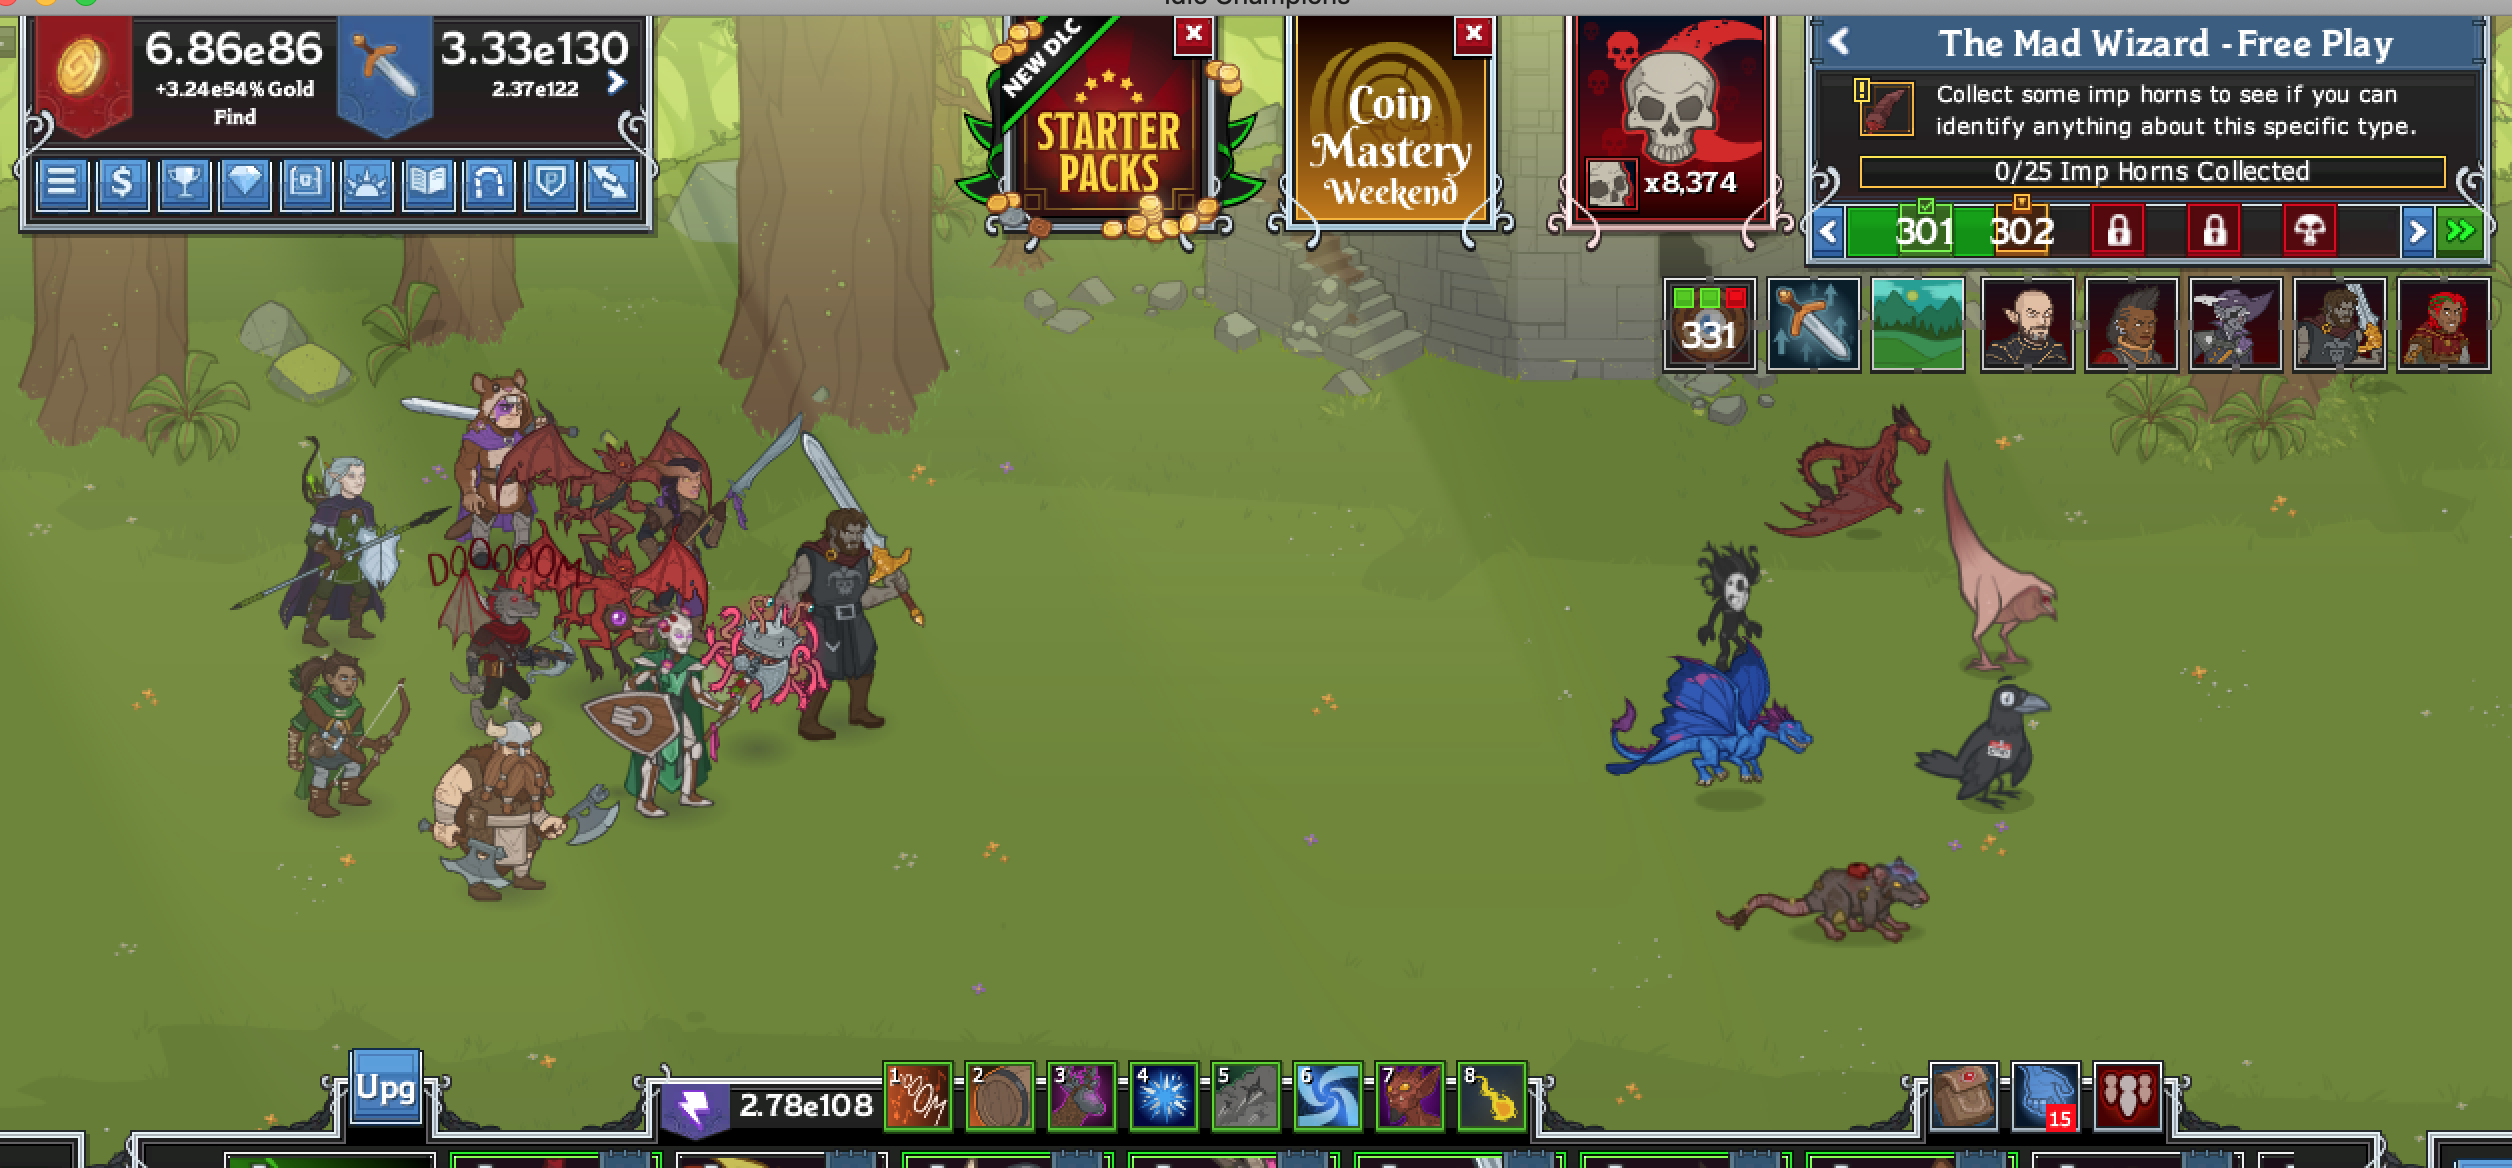 Idle Champions
6.86e86
+3.24e54% Gold
Find
3.33e130
2.37e122
NEW DLC
STARTER
PACKS
Coin
Mastery
Weekend
x8,374
The Mad Wizard - Free Play
Collect some imp horns to see if you can
identify anything about this specific type.
0/25 Imp Horns Collected
301
302
331
DOOOOOM
Upg
2.78e108
1
2
3
4
5
6
7
8
OOM
15